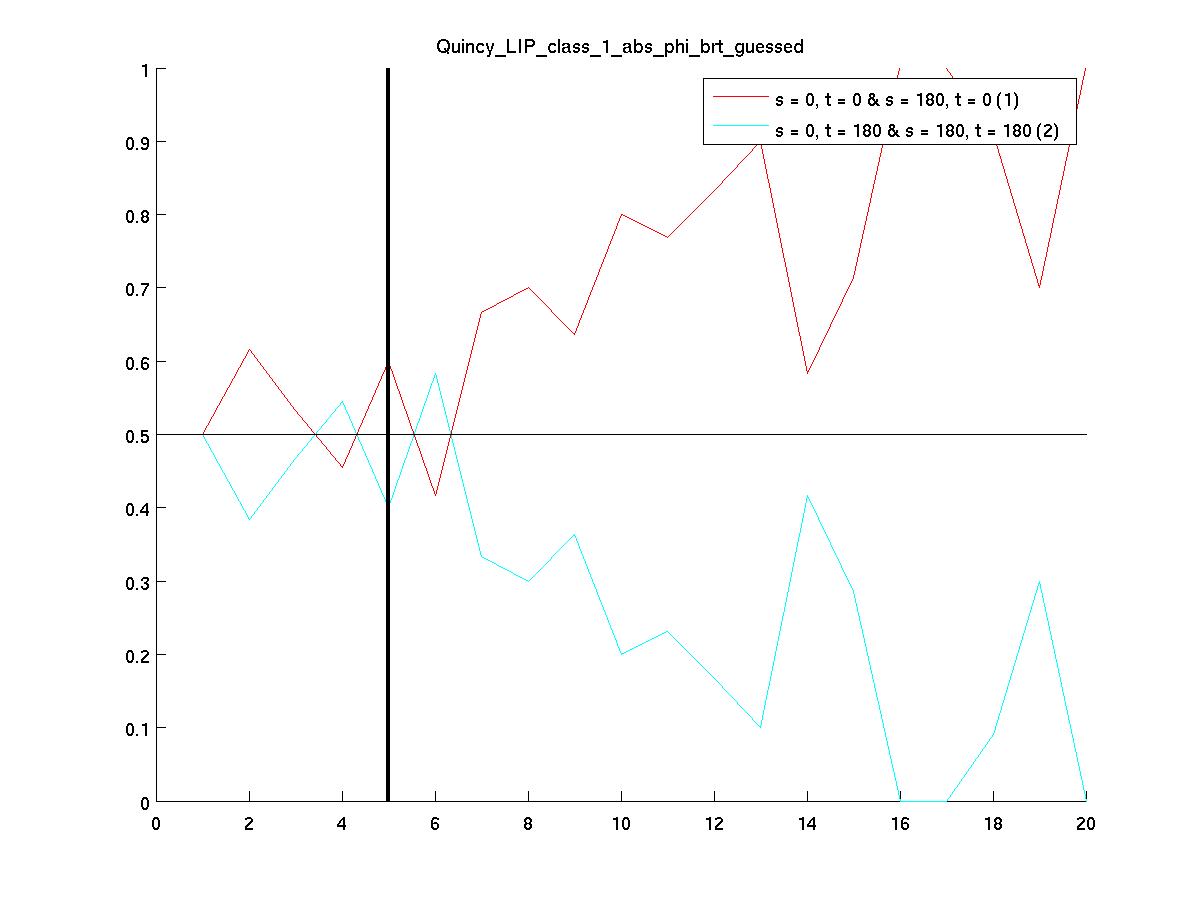 Quincy_LIP_class_1_abs_phi_brt_guessed
1
s = 0, t = 0 & s = 180, t = 0 (1)
s = 0, t = 180 & s = 180, t = 180 (2)
0.9
0.8
0.7
0.6
0.5
0.4
0.3
0.2
0.1
0
0 2 4 6 8 10 12 14 16 18 20